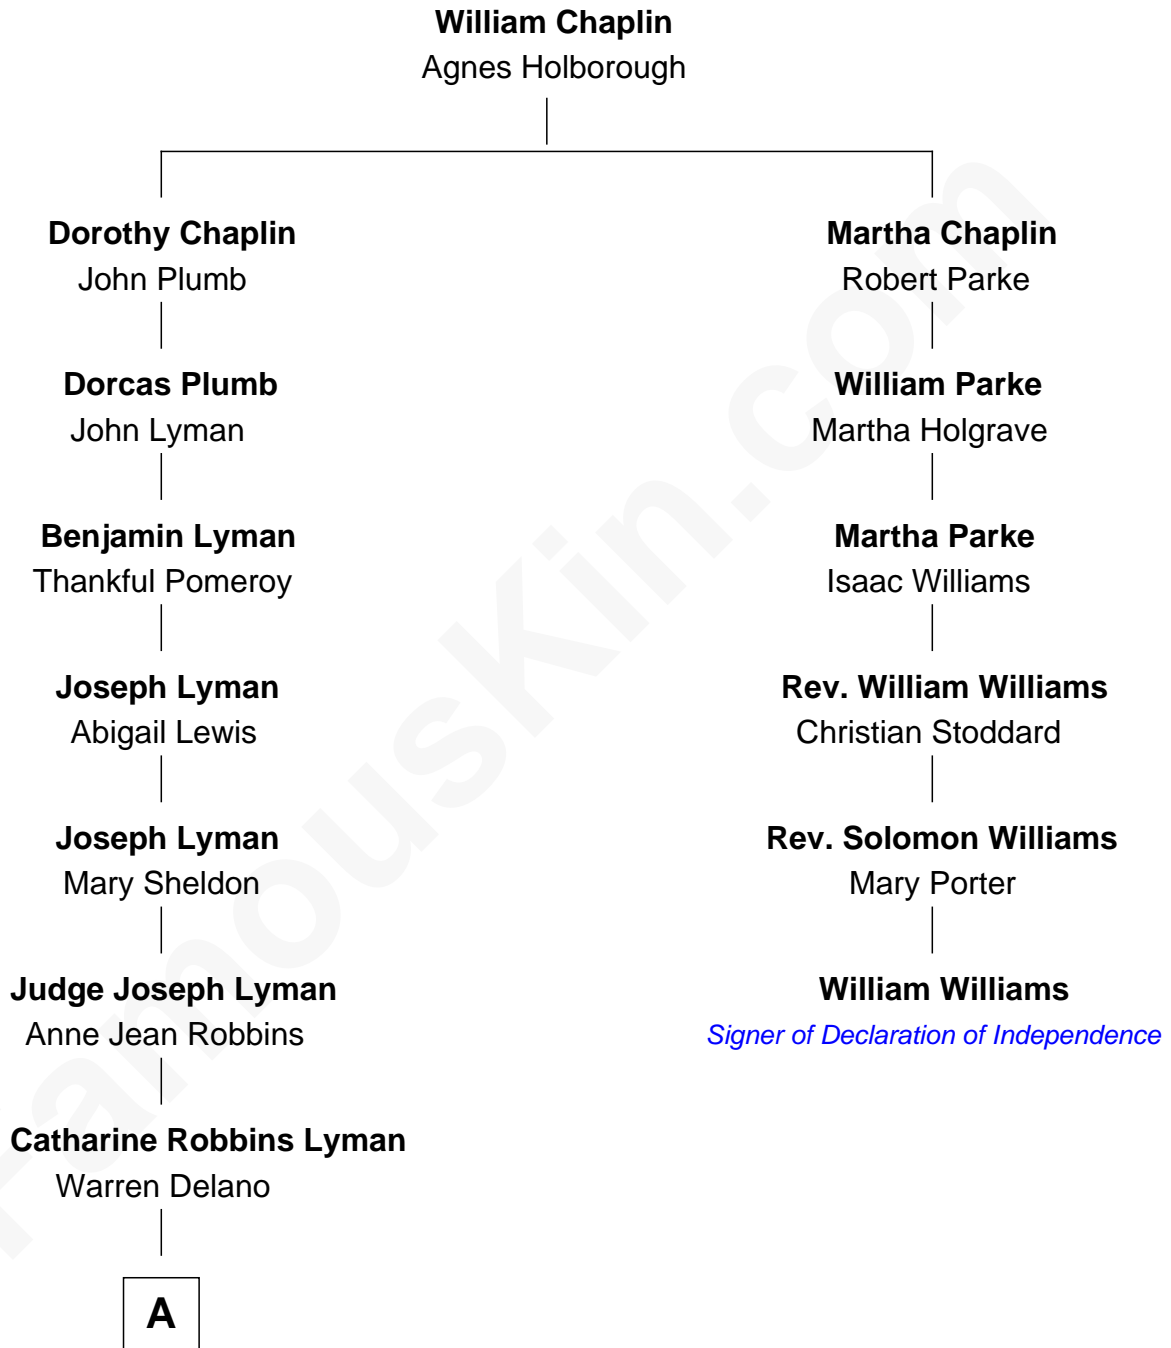 William Chaplin
Agnes Holborough
Dorothy Chaplin
John Plumb
Dorcas Plumb
John Lyman
Benjamin Lyman
Thankful Pomeroy
Joseph Lyman
Abigail Lewis
Joseph Lyman
Mary Sheldon
Judge Joseph Lyman
Anne Jean Robbins
Catharine Robbins Lyman
Warren Delano
A
Martha Chaplin
Robert Parke
William Parke
Martha Holgrave
Martha Parke
Isaac Williams
Rev. William Williams
Christian Stoddard
Rev. Solomon Williams
Mary Porter
William Williams
Signer of Declaration of Independence
FamousKin.com